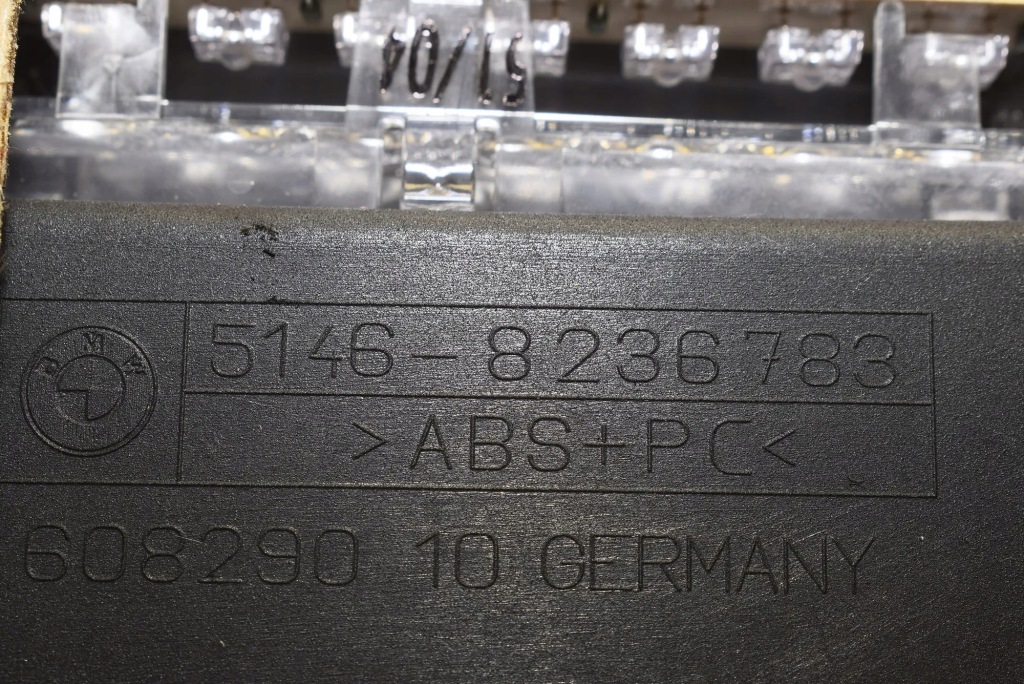 BMW
5146-8236783
>ABS+PC<
608290 10 GERMANY